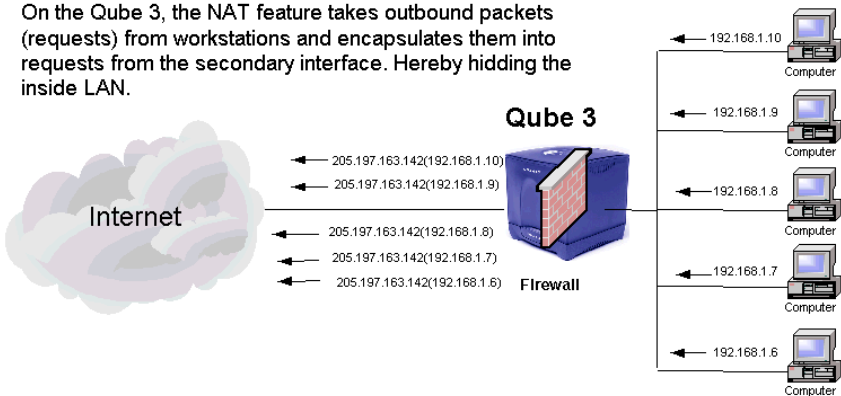 On the Qube 3, the NAT feature takes outbound packets
(requests) from workstations and encapsulates them into
requests from the secondary interface. Hereby hidding the
inside LAN.
192.168.1.10
Computer
Qube 3
192.168.1.9
Computer
205.197.163.142(192.168.1.10)
205.197.163.142(192.168.1.9)
192.168.1.8
Computer
Internet
205.197.163.142(192.168.1.8)
205.197.163.142(192.168.1.7)
205.197.163.142(192.168.1.6)
Firewall
192.168.1.7
Computer
192.168.1.6
Computer